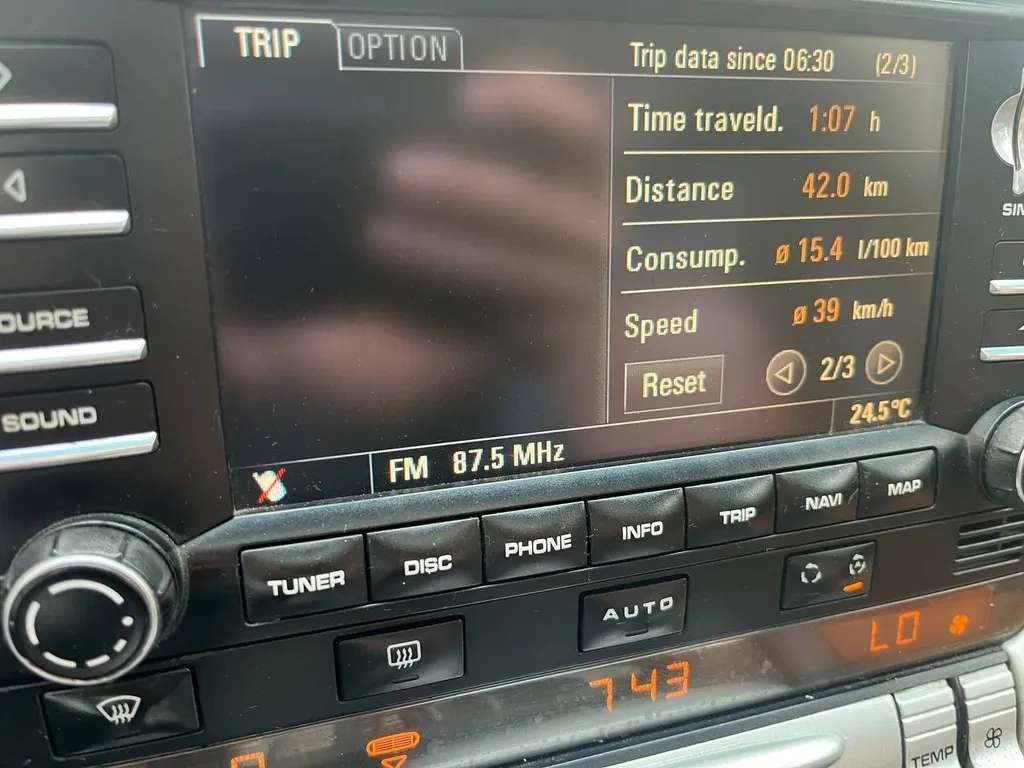 TRIP OPTION Trip data since 06:30 (2/3)
Time traveld. 1:07 h
Distance 42.0 km
Consump. ø 15.4 l/100 km
Speed ø 39 km/h
Reset 2/3
24.5°C
FM 87.5 MHz
SOUND
TUNER DISC PHONE INFO TRIP NAVI MAP
AUTO
743 LO
TEMP